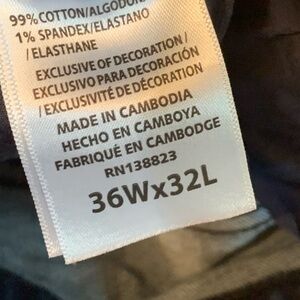 99% COTTON/ALGODÓN
1% SPANDEX/ELASTANO
/ELASTHANE
EXCLUSIVE OF DECORATION/
EXCLUSIVO PARA DECORACIÓN
/EXCLUSIVITÉ DE DÉCORATION
MADE IN CAMBODIA
HECHO EN CAMBOYA
FABRIQUÉ EN CAMBODGE
RN138823
36Wx32L